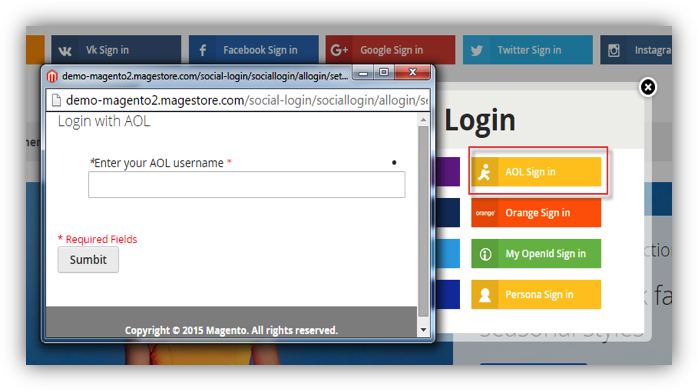 Vk Sign in
Facebook Sign in
G+ Google Sign in
Twitter Sign in
Instagra
demo-magento2.magestore.com/social-login/sociallogin/allogin/set...
demo-magento2.magestore.com/social-login/sociallogin/allogin/se
Login with AOL
*Enter your AOL username *
* Required Fields
Sumbit
Copyright © 2015 Magento. All rights reserved.
Login
AOL Sign in
orange Orange Sign in
My OpenId Sign in
Persona Sign in
seasonal styles